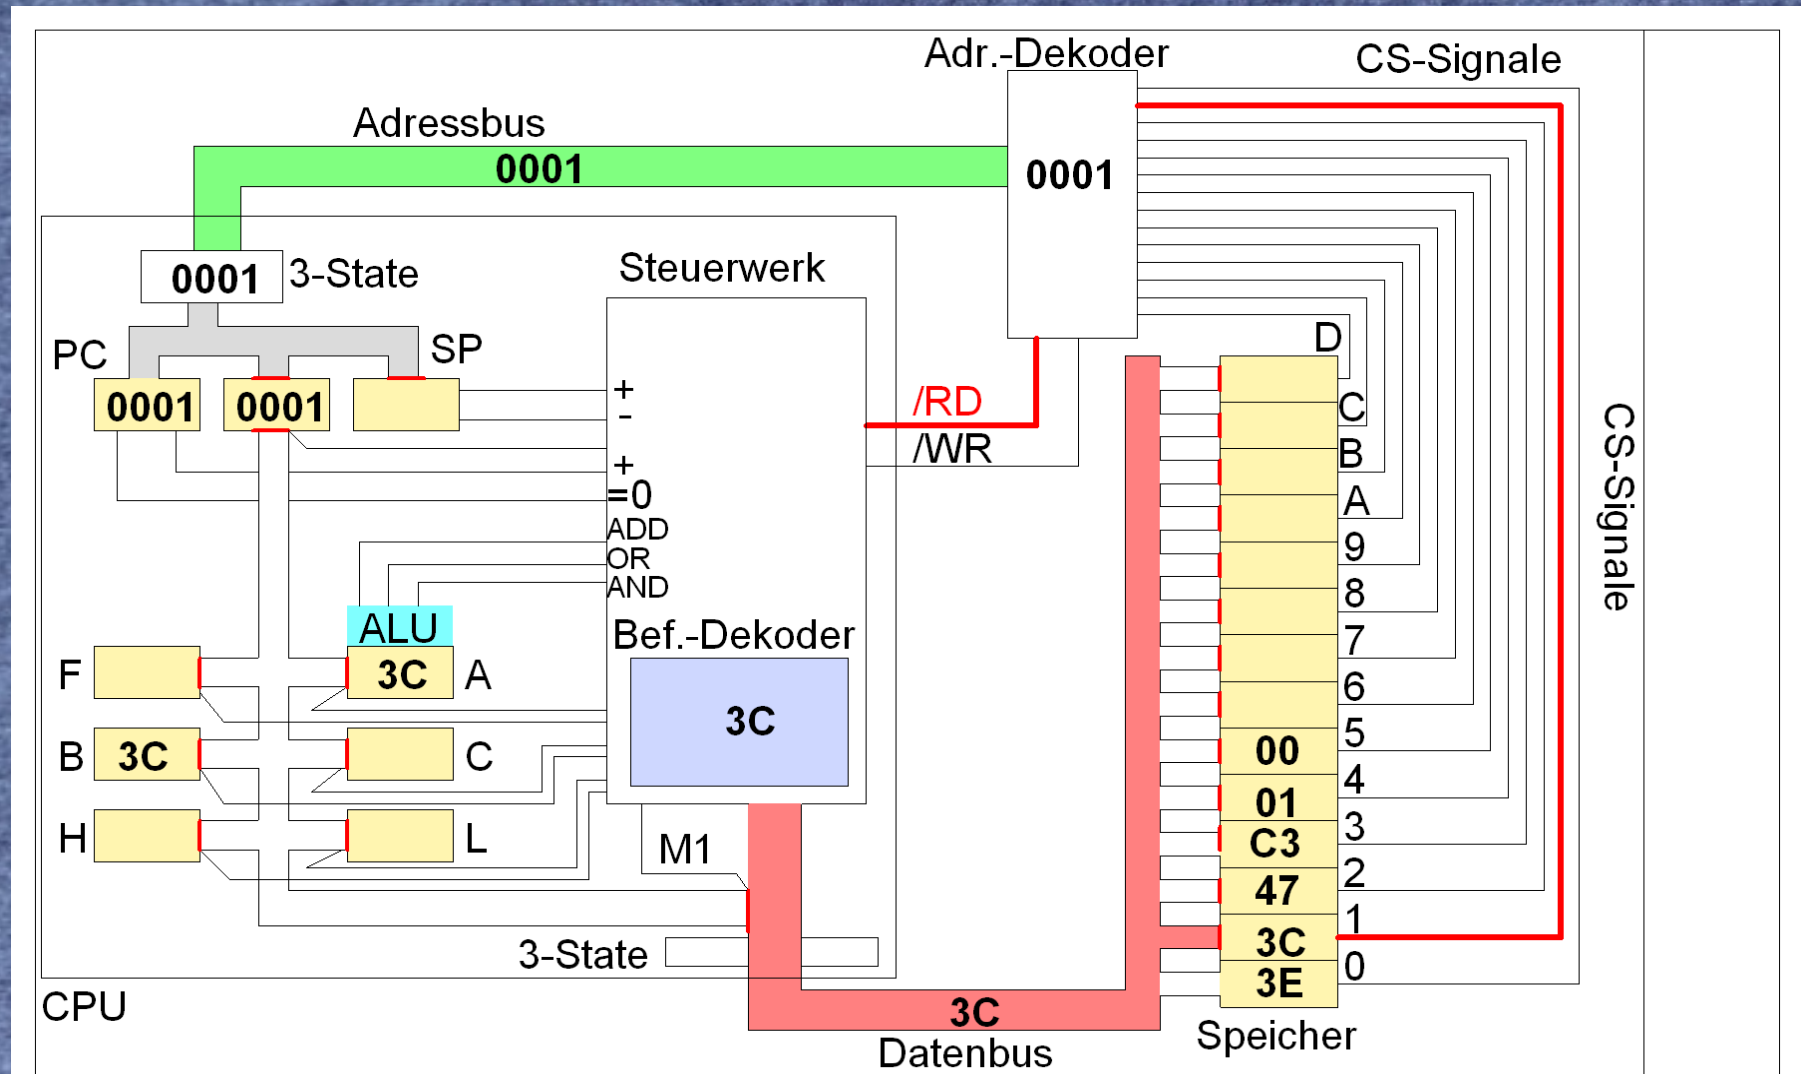 Adr.-Dekoder
CS-Signale
Adressbus
0001
0001
0001
3-State
Steuerwerk
PC
SP
0001
0001
+
-
+
=0
ADD
OR
AND
/RD
/WR
ALU
Bef.-Dekoder
F
3C
A
3C
B
3C
C
H
L
M1
3-State
CPU
3C
Datenbus
D
C
B
A
9
8
7
6
5
00
4
01
3
C3
2
47
1
3C
0
3E
Speicher
CS-Signale